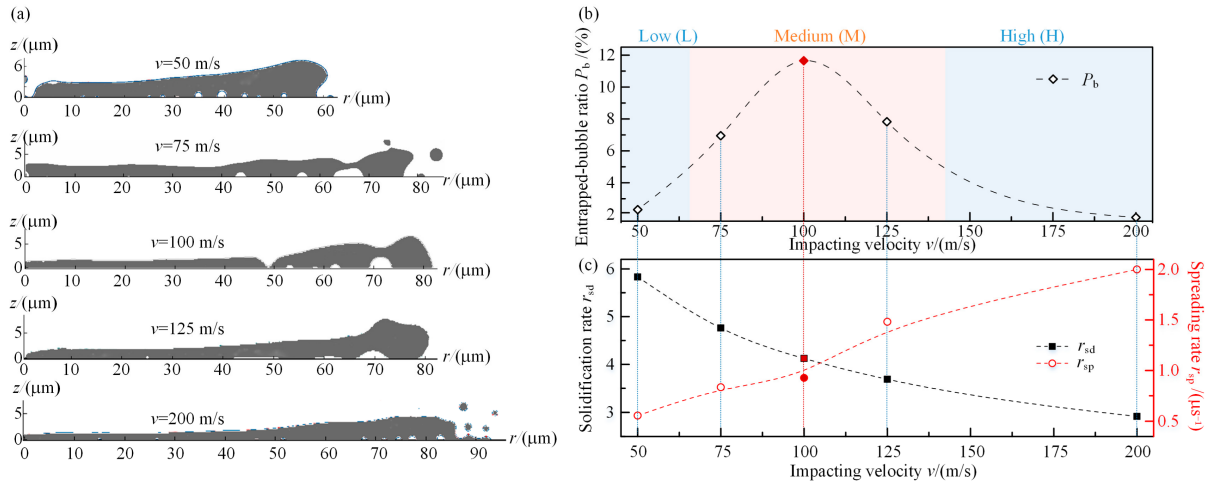 (a)
z/(μm)
v=50 m/s
5
0
0 10 20 30 40 50 60 r/(μm)
z/(μm)
v=75 m/s
5
0
0 10 20 30 40 50 60 70 80 r/(μm)
z/(μm)
v=100 m/s
5
0
0 10 20 30 40 50 60 70 80 r/(μm)
z/(μm)
v=125 m/s
5
0
0 10 20 30 40 50 60 70 80 r/(μm)
z/(μm)
v=200 m/s
5
0
0 10 20 30 40 50 60 70 80 90 r/(μm)
(b)
Low (L) Medium (M) High (H)
Entrapped-bubble ratio Pb /(%)
12
10
8
6
4
2
Pb
50 75 100 125 150 175 200
Impacting velocity v/(m/s)
(c)
Solidification rate rsd
6
5
4
3
rsd
rsp
Spreading rate rsp /(μs⁻¹)
2.0
1.5
1.0
0.5
50 75 100 125 150 175 200
Impacting velocity v/(m/s)